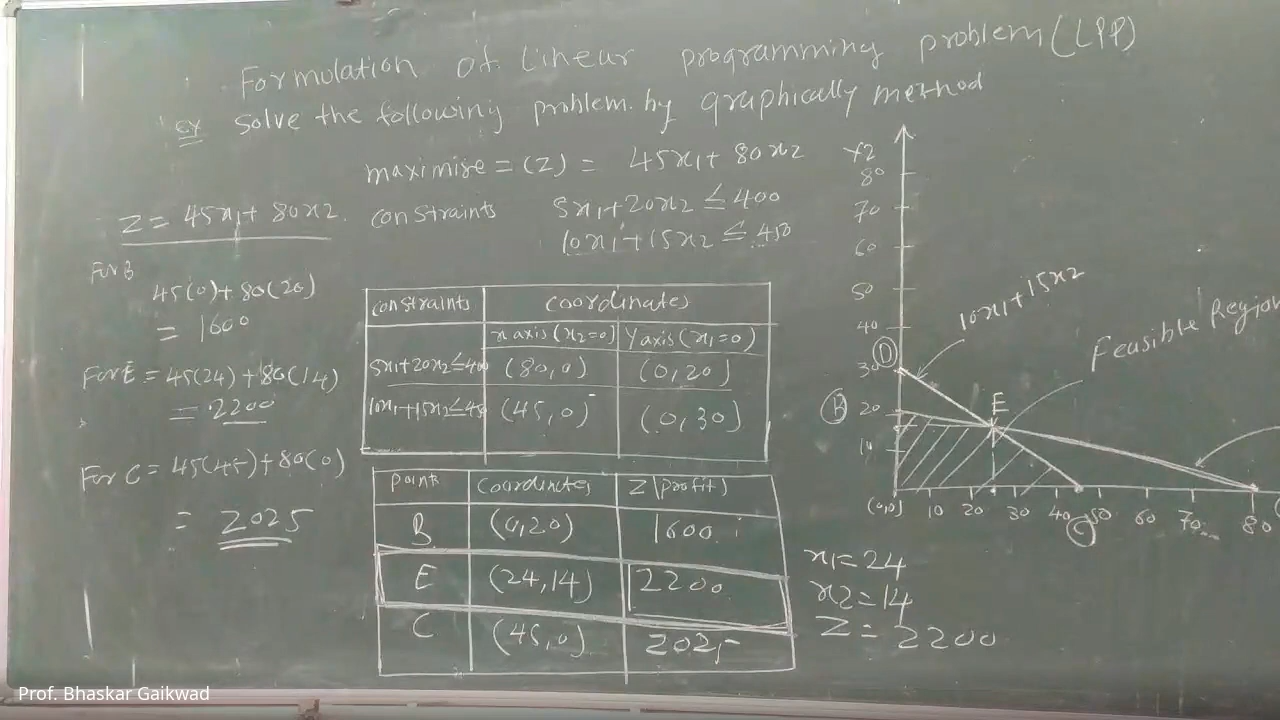 Formulation of Linear programming problem (LPP)
Ex solve the following problem by graphically method
maximise = (Z) = 45x1 + 80x2
constraints 5x1 + 20x2 ≤ 400
10x1 + 15x2 ≤ 450
Z = 45x1 + 80x2.
For B
45(0) + 80(20)
= 1600
For E = 45(24) + 80(14)
= 2200
For C = 45(45) + 80(0)
= 2025
constraints coordinates
x axis (x2=0) Y axis (x1=0)
5x1+20x2≤400 (80,0) (0,20)
10x1+15x2≤45 (45,0) (0,30)
Point Coordinates Z (Profit)
B (0,20) 1600
E (24,14) 2200
C (45,0) 2025
x2
80
70
60
50
40
D 30
B 20
14
(0,0) 10 20 30 40 50 60 70 80
C
E
10x1 + 15x2
Feasible Region
x1 = 24
x2 = 14
Z = 2200
Prof. Bhaskar Gaikwad